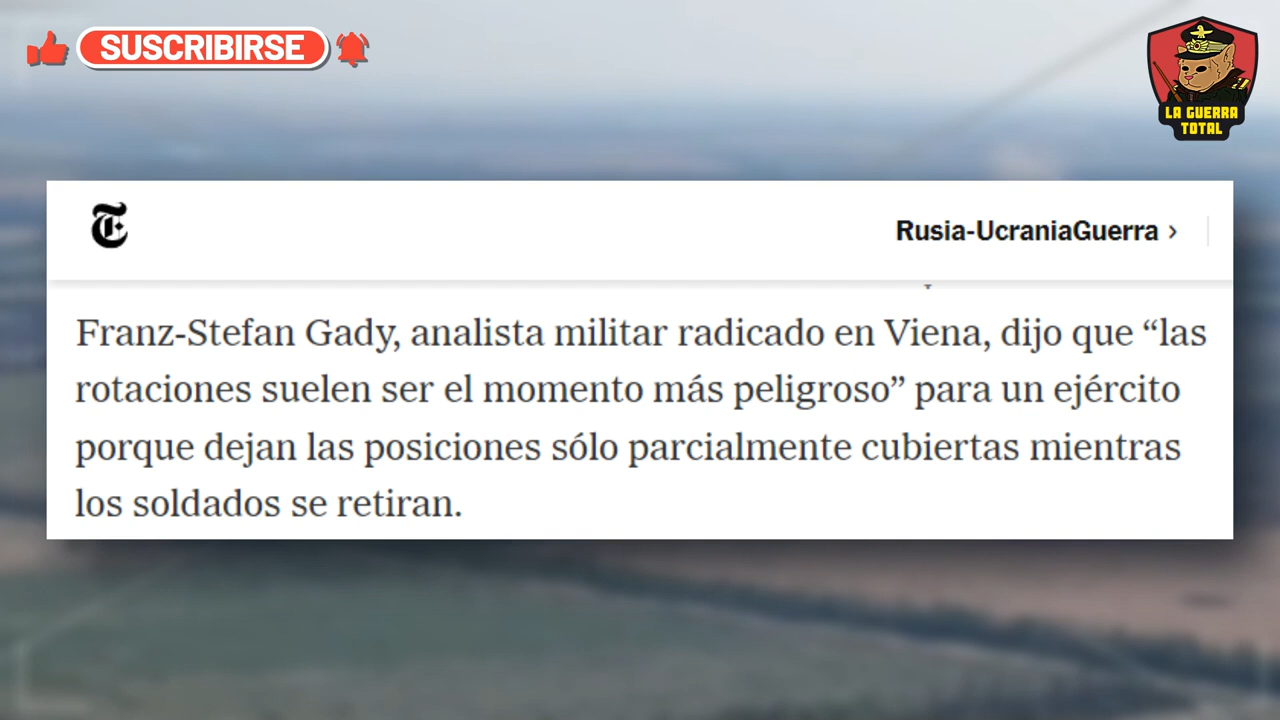 SUSCRIBIRSE
LA GUERRA
TOTAL
T
Rusia-UcraniaGuerra >
Franz-Stefan Gady, analista militar radicado en Viena, dijo que “las
rotaciones suelen ser el momento más peligroso” para un ejército
porque dejan las posiciones sólo parcialmente cubiertas mientras
los soldados se retiran.